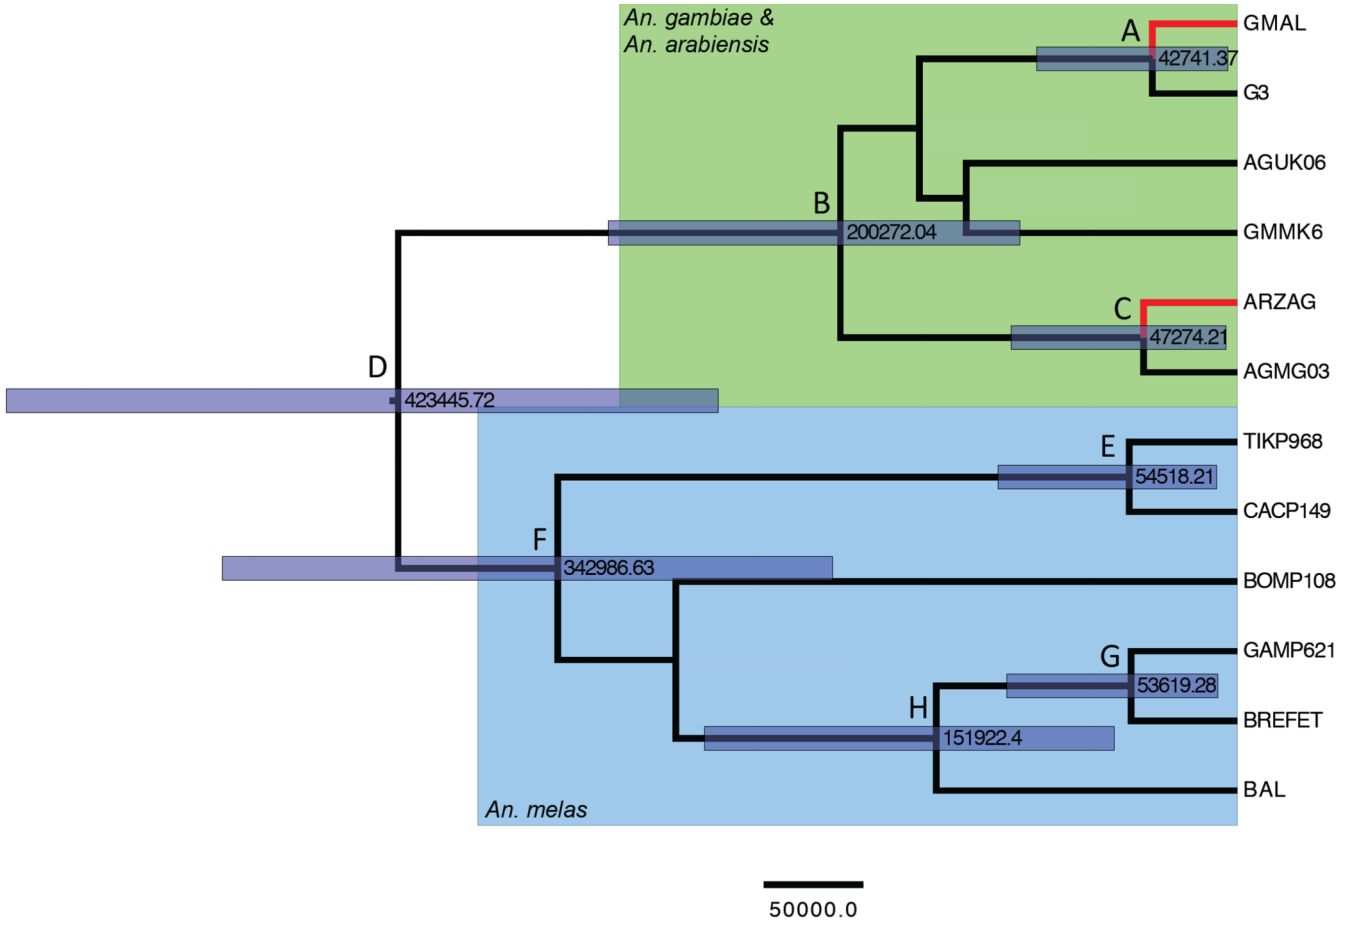 An. gambiae &
An. arabiensis
A
GMAL
42741.37
G3
AGUK06
B
200272.04
GMMK6
C
ARZAG
47274.21
AGMG03
D
423445.72
E
TIKP968
54518.21
CACP149
F
342986.63
BOMP108
G
GAMP621
53619.28
H
BREFET
151922.4
BAL
An. melas
50000.0